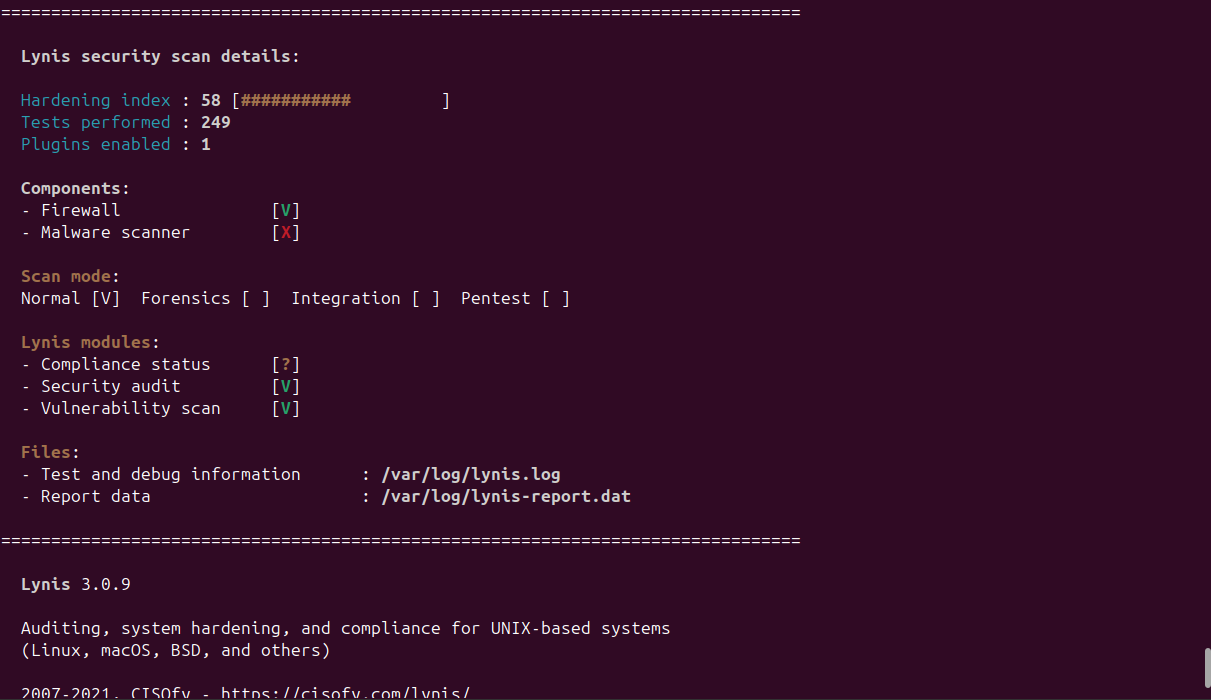 ================================================================================
Lynis security scan details:
Hardening index : 58 [###########         ]
Tests performed : 249
Plugins enabled : 1
Components:
- Firewall               [V]
- Malware scanner        [X]
Scan mode:
Normal [V]  Forensics [ ]  Integration [ ]  Pentest [ ]
Lynis modules:
- Compliance status      [?]
- Security audit         [V]
- Vulnerability scan     [V]
Files:
- Test and debug information      : /var/log/lynis.log
- Report data                     : /var/log/lynis-report.dat
================================================================================
Lynis 3.0.9
Auditing, system hardening, and compliance for UNIX-based systems
(Linux, macOS, BSD, and others)
2007-2021, CISOfy - https://cisofy.com/lynis/